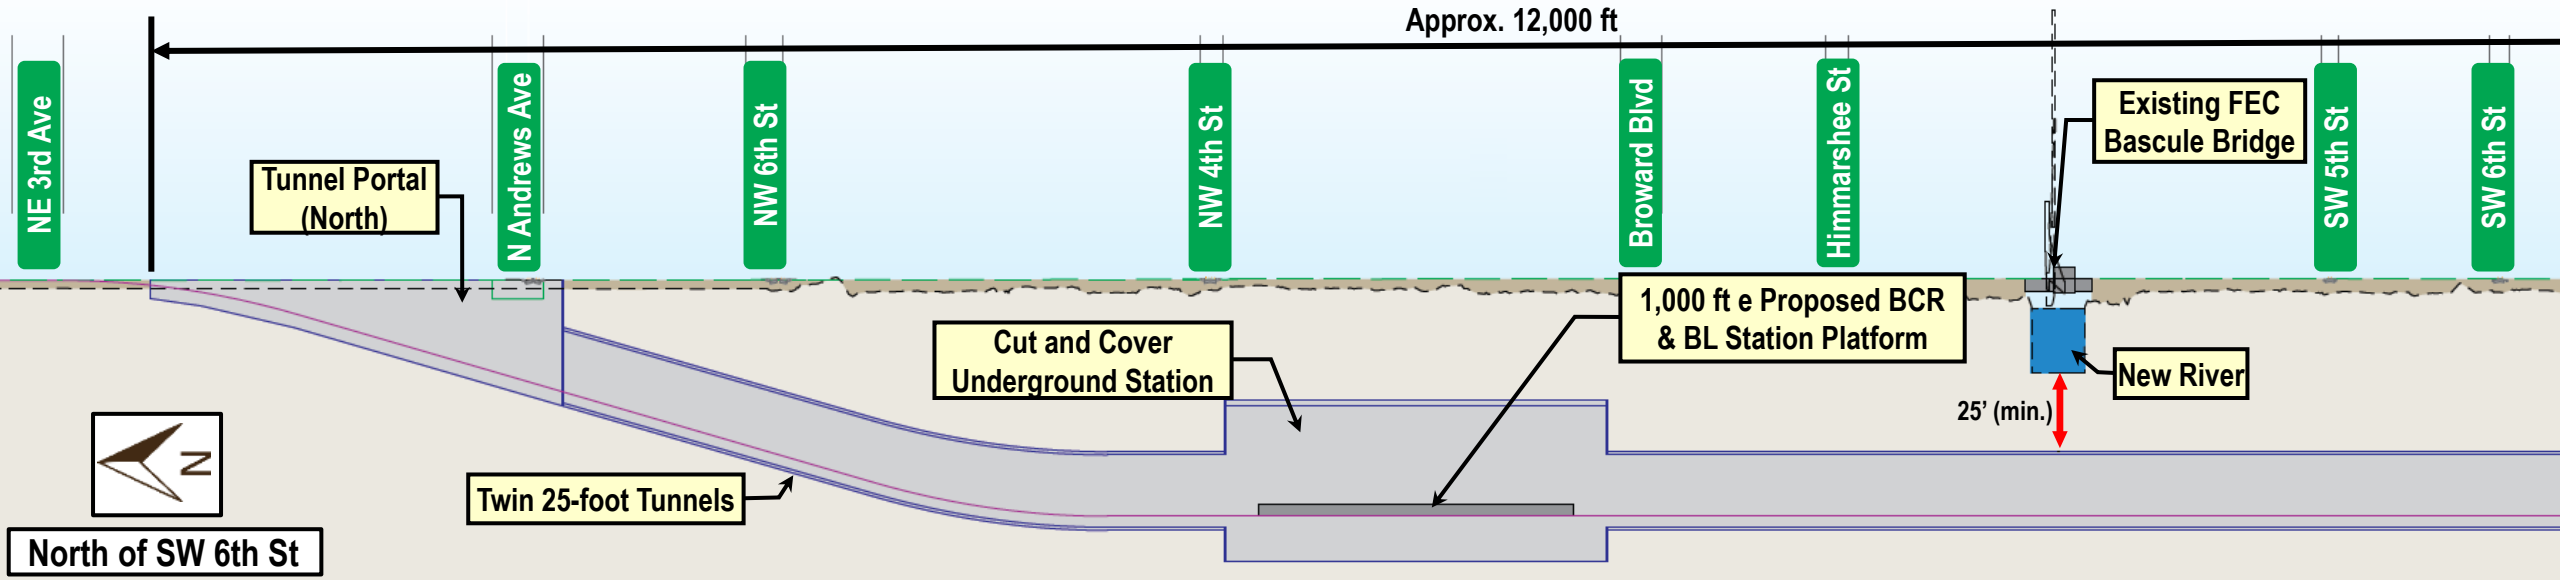 Approx. 12,000 ft
NE 3rd Ave
N Andrews Ave
NW 6th St
NW 4th St
Broward Blvd
Himmarshee St
SW 5th St
SW 6th St
Existing FEC
Bascule Bridge
Tunnel Portal
(North)
1,000 ft e Proposed BCR
& BL Station Platform
Cut and Cover
Underground Station
New River
25' (min.)
N
Twin 25-foot Tunnels
North of SW 6th St